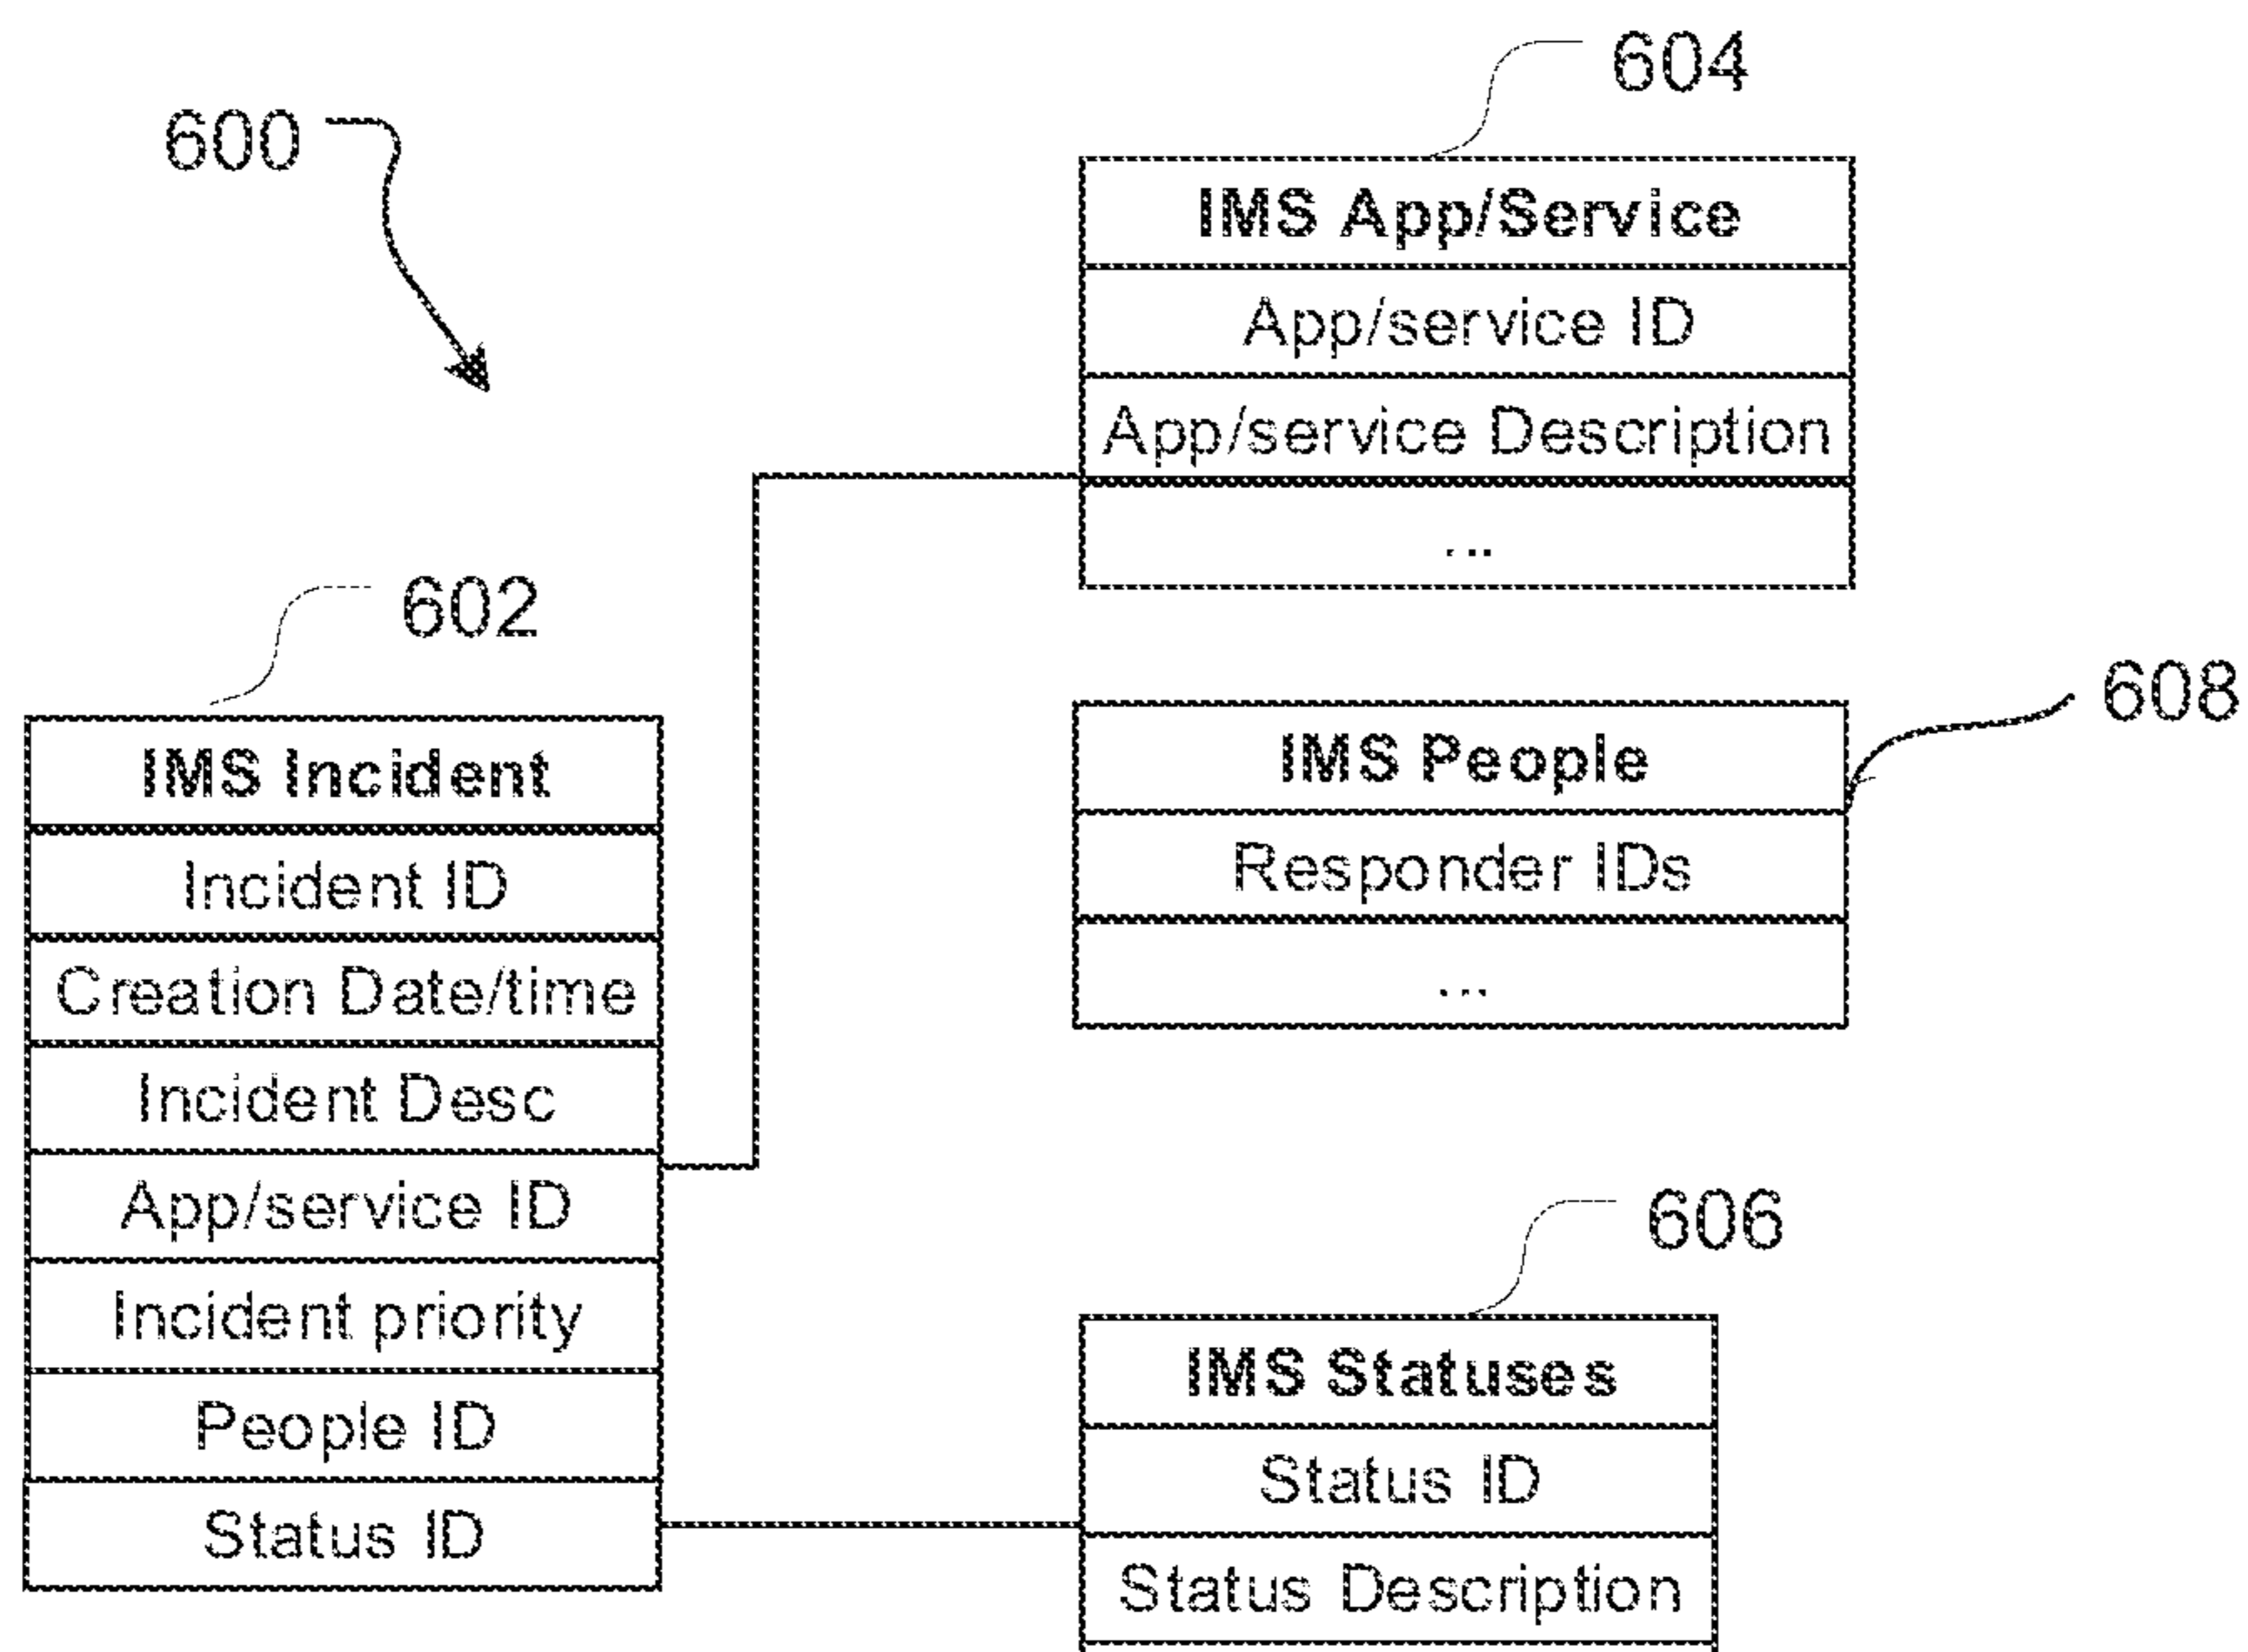 600
604
IMS App/Service
App/service ID
App/service Description
...
602
IMS Incident
Incident ID
Creation Date/time
Incident Desc
App/service ID
Incident priority
People ID
Status ID
608
IMS People
Responder IDs
...
606
IMS Statuses
Status ID
Status Description